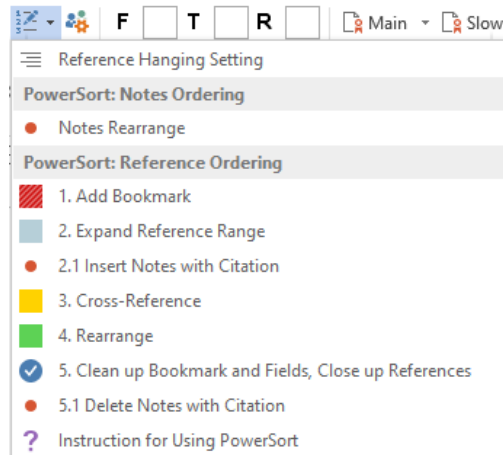 F T R Main Slow
Reference Hanging Setting
PowerSort: Notes Ordering
Notes Rearrange
PowerSort: Reference Ordering
1. Add Bookmark
2. Expand Reference Range
2.1 Insert Notes with Citation
3. Cross-Reference
4. Rearrange
5. Clean up Bookmark and Fields, Close up References
5.1 Delete Notes with Citation
? Instruction for Using PowerSort